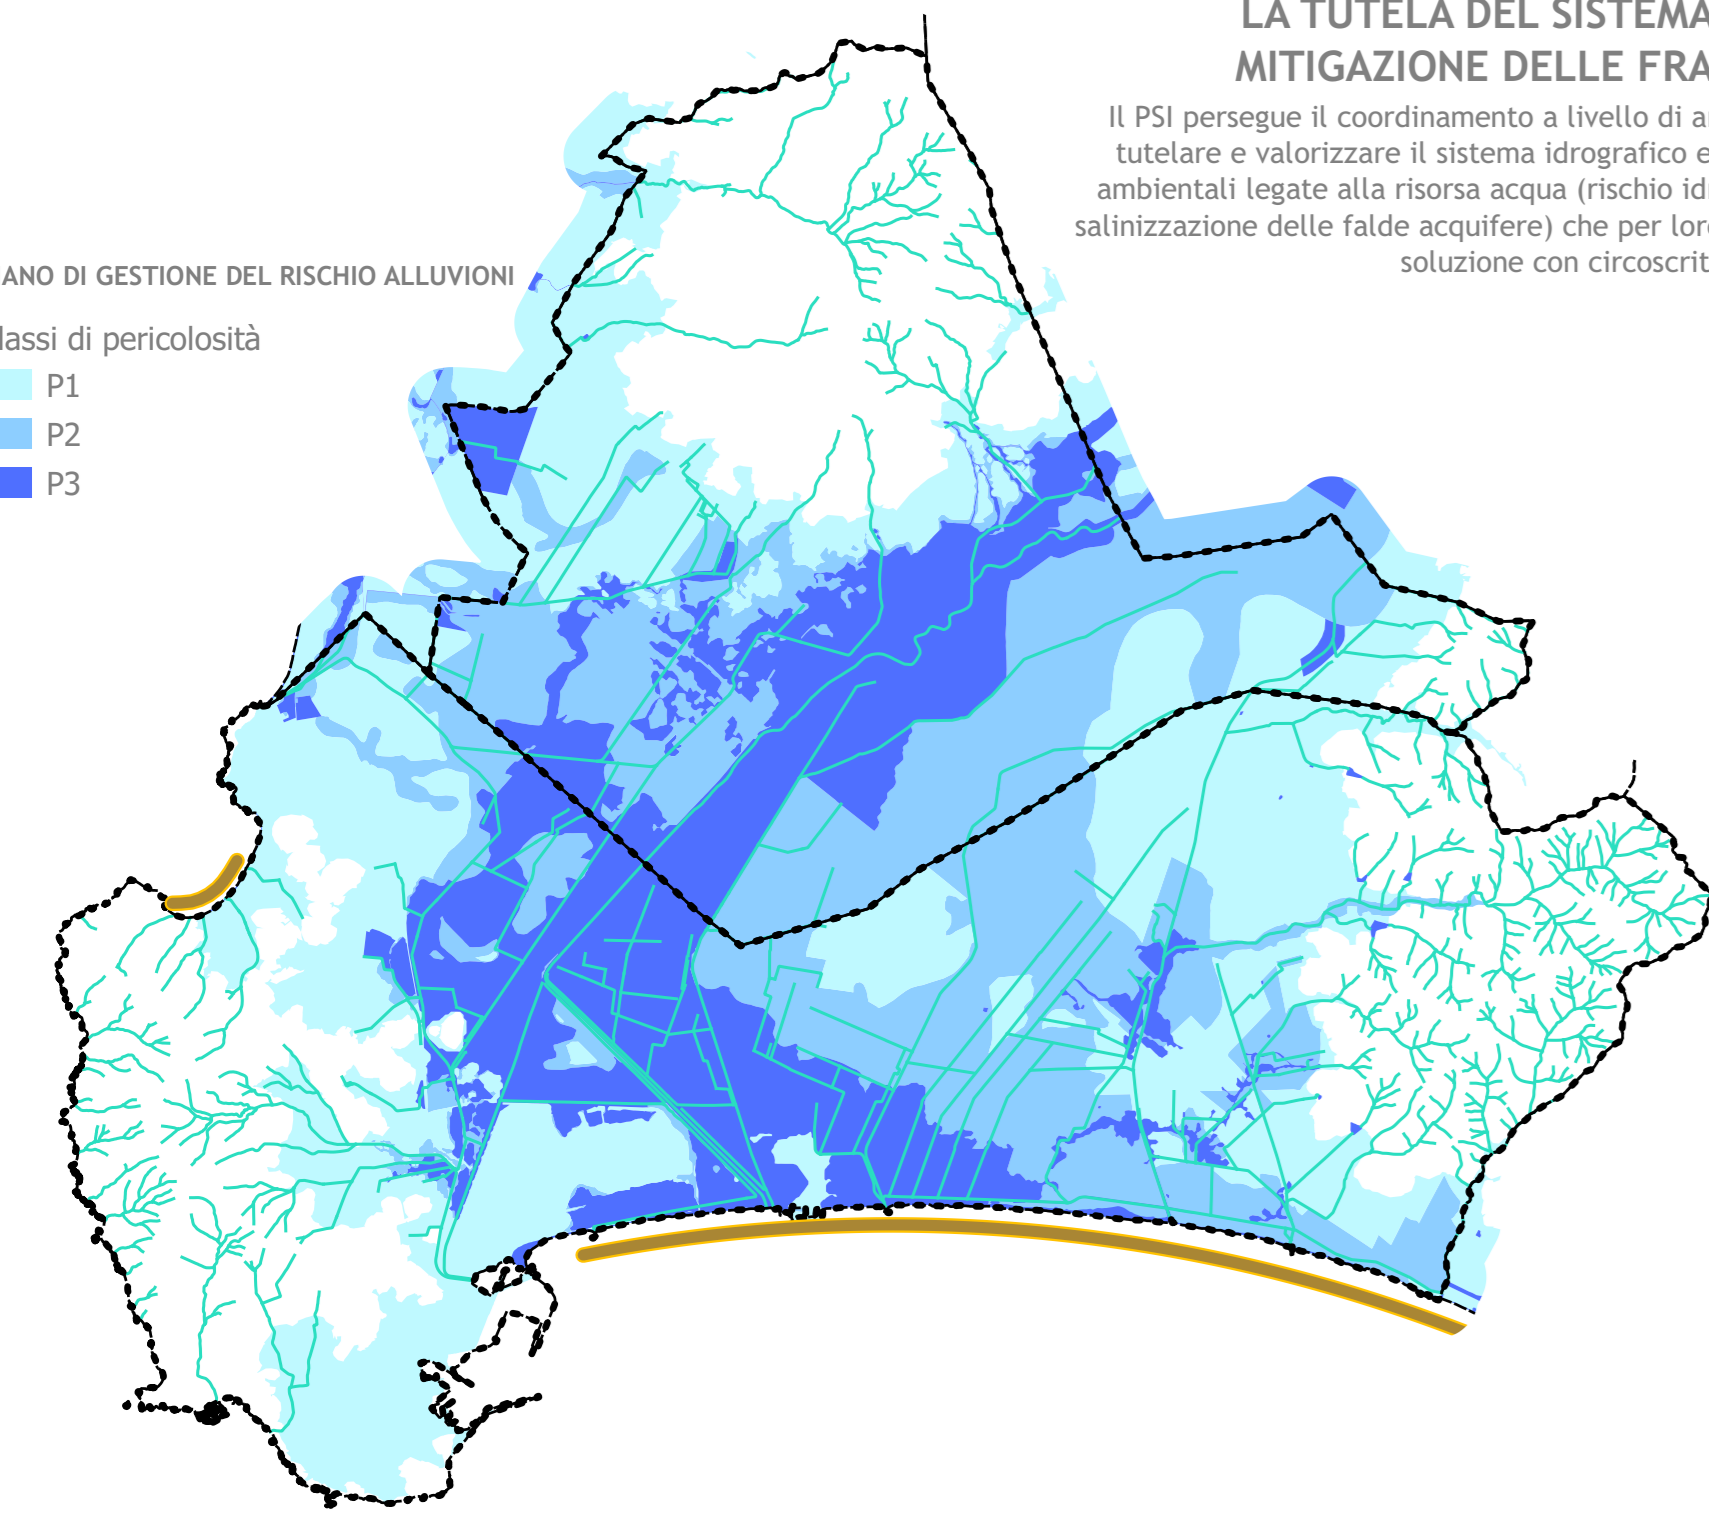 LA TUTELA DEL SISTEMA
MITIGAZIONE DELLE FRA
Il PSI persegue il coordinamento a livello di a
tutelare e valorizzare il sistema idrografico e
ambientali legate alla risorsa acqua (rischio id
salinizzazione delle falde acquifere) che per lor
soluzione con circoscrit
ANO DI GESTIONE DEL RISCHIO ALLUVIONI
lassi di pericolosità
P1
P2
P3